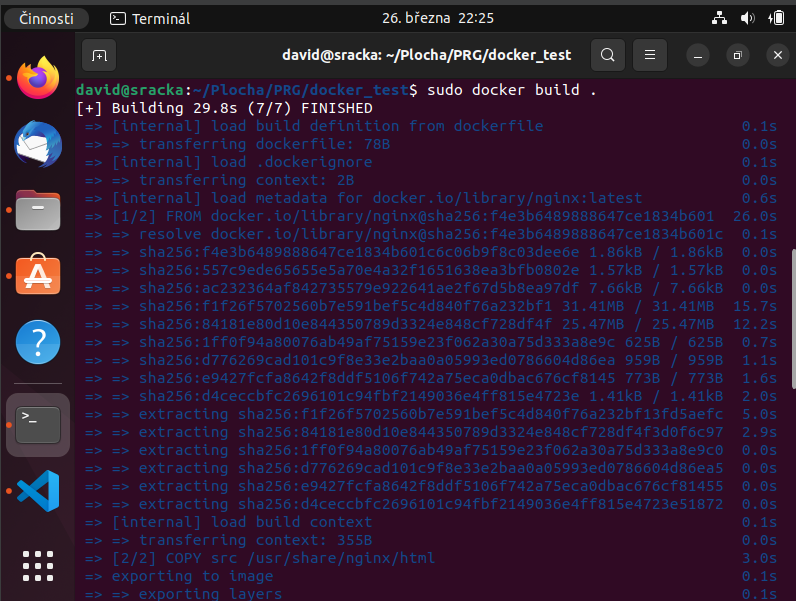 Činnosti
Terminál
26. března 22:25
david@sracka: ~/Plocha/PRG/docker_test
david@sracka:~/Plocha/PRG/docker_test$ sudo docker build .
[+] Building 29.8s (7/7) FINISHED
=> [internal] load build definition from dockerfile 0.1s
=> => transferring dockerfile: 78B 0.0s
=> [internal] load .dockerignore 0.1s
=> => transferring context: 2B 0.0s
=> [internal] load metadata for docker.io/library/nginx:latest 0.6s
=> [1/2] FROM docker.io/library/nginx@sha256:f4e3b6489888647ce1834b601 26.0s
=> => resolve docker.io/library/nginx@sha256:f4e3b6489888647ce1834b601c 0.1s
=> => sha256:f4e3b6489888647ce1834b601c6c06b9f8c03dee6e 1.86kB / 1.86kB 0.0s
=> => sha256:557c9ede65655e5a70e4a32f1651638ea3bfb0802e 1.57kB / 1.57kB 0.0s
=> => sha256:ac232364af842735579e922641ae2f67d5b8ea97df 7.66kB / 7.66kB 0.0s
=> => sha256:f1f26f5702560b7e591bef5c4d840f76a232bf1 31.41MB / 31.41MB 15.7s
=> => sha256:84181e80d10e844350789d3324e848cf728df4f 25.47MB / 25.47MB 12.2s
=> => sha256:1ff0f94a80076ab49af75159e23f062a30a75d333a8e9c 625B / 625B 0.7s
=> => sha256:d776269cad101c9f8e33e2baa0a05993ed0786604d86ea 959B / 959B 1.1s
=> => sha256:e9427fcfa8642f8ddf5106f742a75eca0dbac676cf8145 773B / 773B 1.6s
=> => sha256:d4ceccbfc2696101c94fbf2149036e4ff815e4723e 1.41kB / 1.41kB 2.0s
=> => extracting sha256:f1f26f5702560b7e591bef5c4d840f76a232bf13fd5aefc 5.0s
=> => extracting sha256:84181e80d10e844350789d3324e848cf728df4f3d0f6c97 2.9s
=> => extracting sha256:1ff0f94a80076ab49af75159e23f062a30a75d333a8e9c0 0.0s
=> => extracting sha256:d776269cad101c9f8e33e2baa0a05993ed0786604d86ea5 0.0s
=> => extracting sha256:e9427fcfa8642f8ddf5106f742a75eca0dbac676cf81455 0.0s
=> => extracting sha256:d4ceccbfc2696101c94fbf2149036e4ff815e4723e51872 0.0s
=> [internal] load build context 0.1s
=> => transferring context: 355B 0.0s
=> [2/2] COPY src /usr/share/nginx/html 3.0s
=> exporting to image 0.1s
=> => exporting layers 0.1s